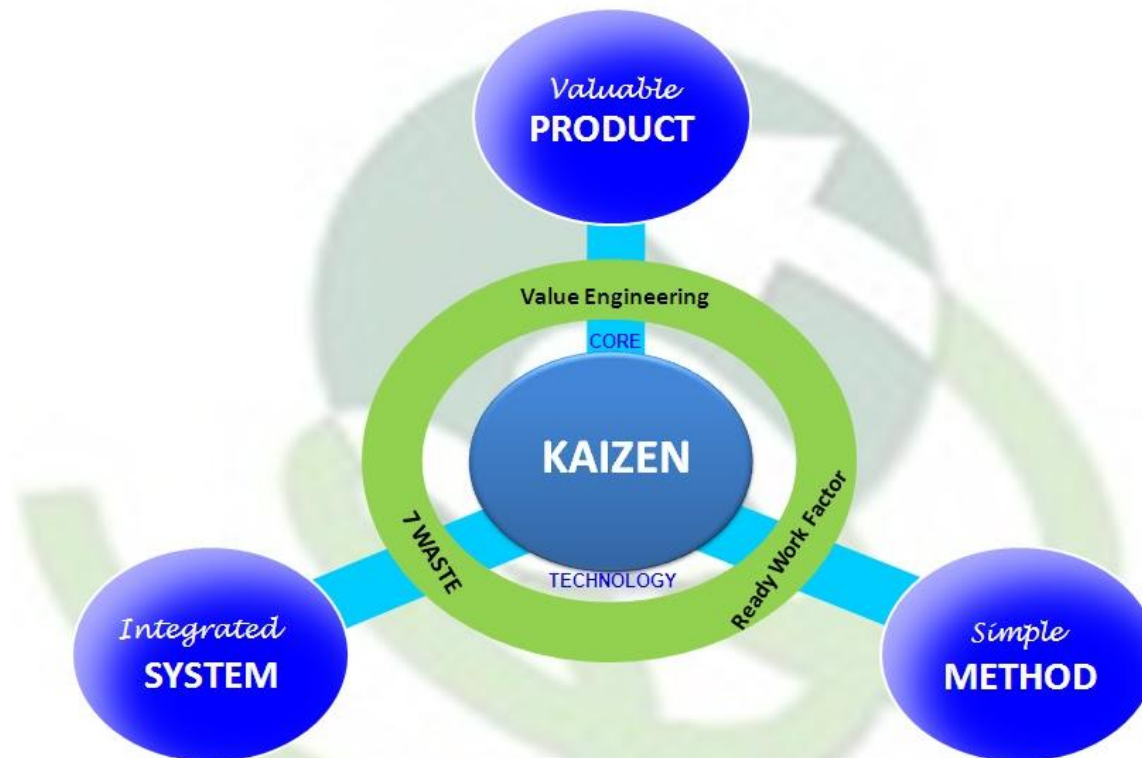 Valuable
PRODUCT
Value Engineering
CORE
KAIZEN
7 WASTE
Ready Work Factor
TECHNOLOGY
Integrated
SYSTEM
Simple
METHOD